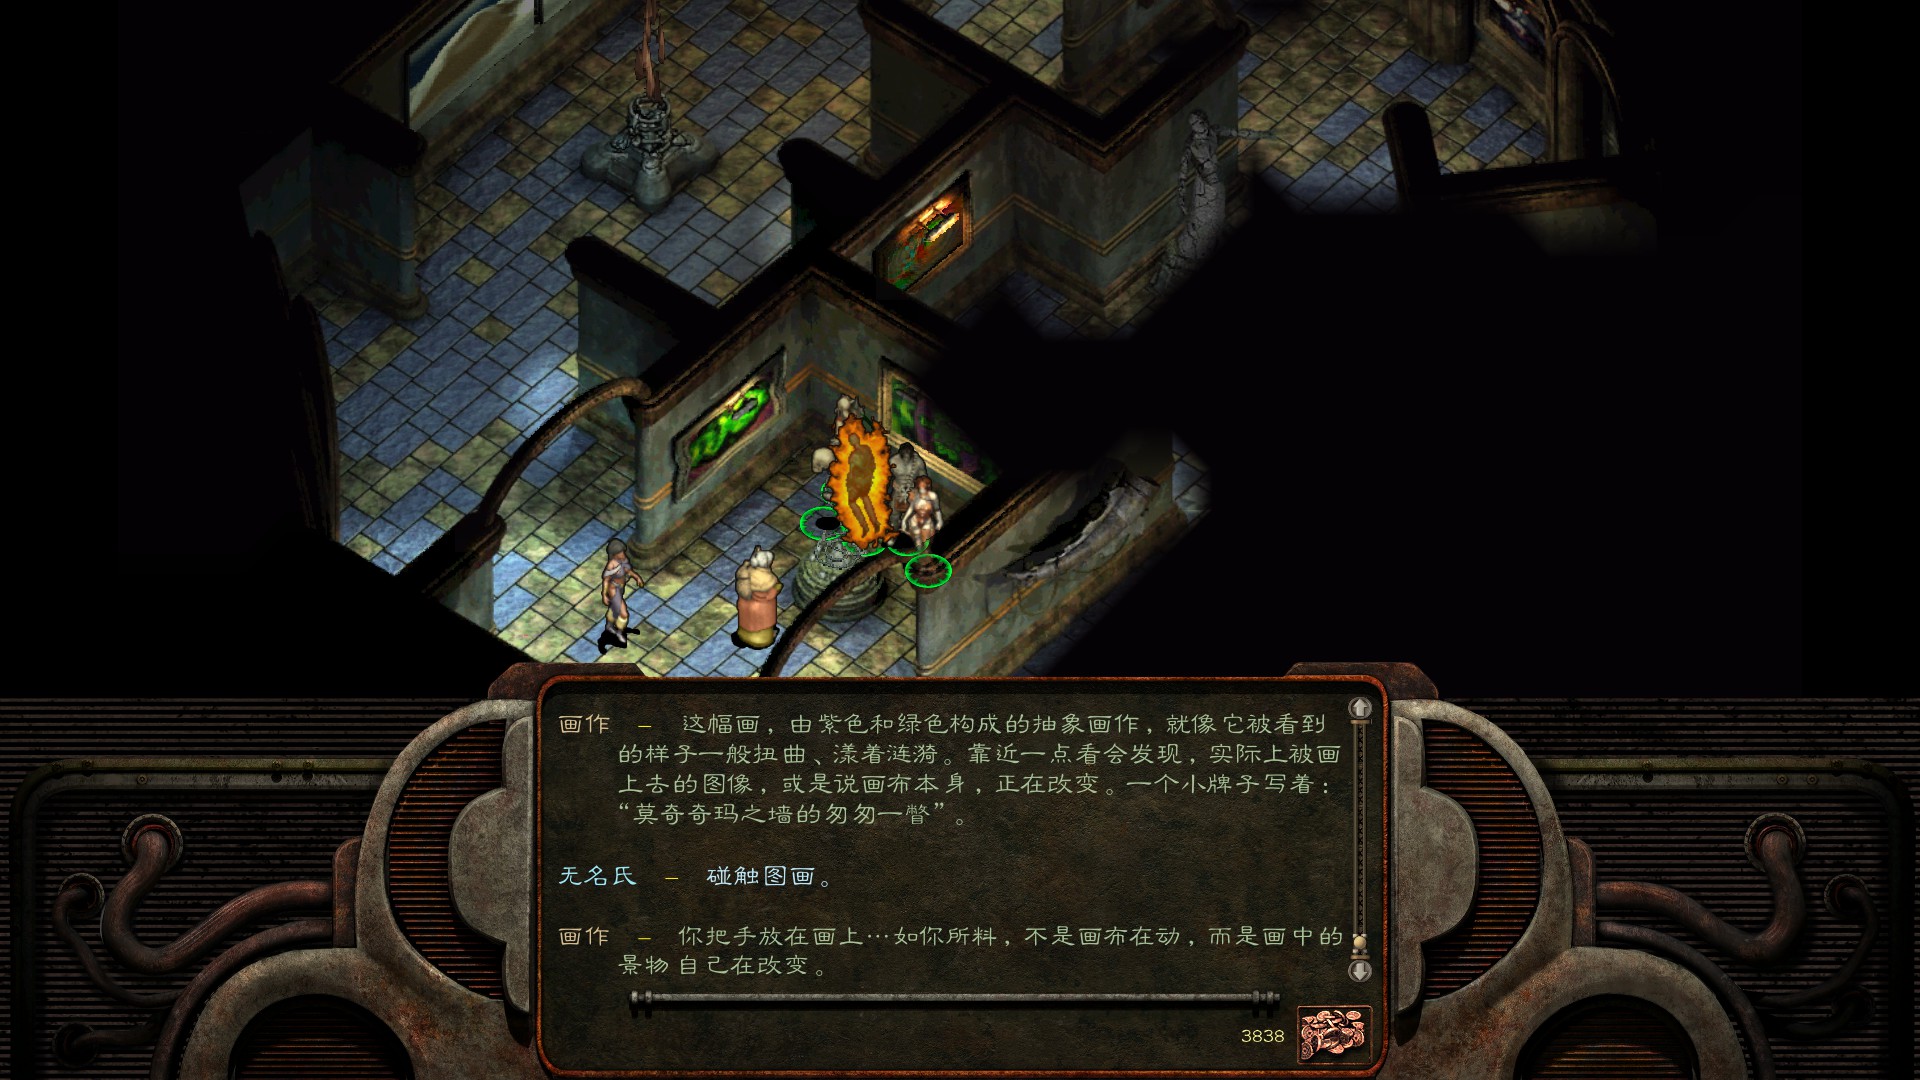 画作 – 这幅画，由紫色和绿色构成的抽象画作，就像它被看到
的样子一般扭曲、漾着涟漪。靠近一点看会发现，实际上被画
上去的图像，或是说画布本身，正在改变。一个小牌子写着：
“莫奇奇玛之墙的匆匆一瞥”。
无名氏 – 碰触图画。
画作 – 你把手放在画上…如你所料，不是画布在动，而是画中的
景物自己在改变。
3838